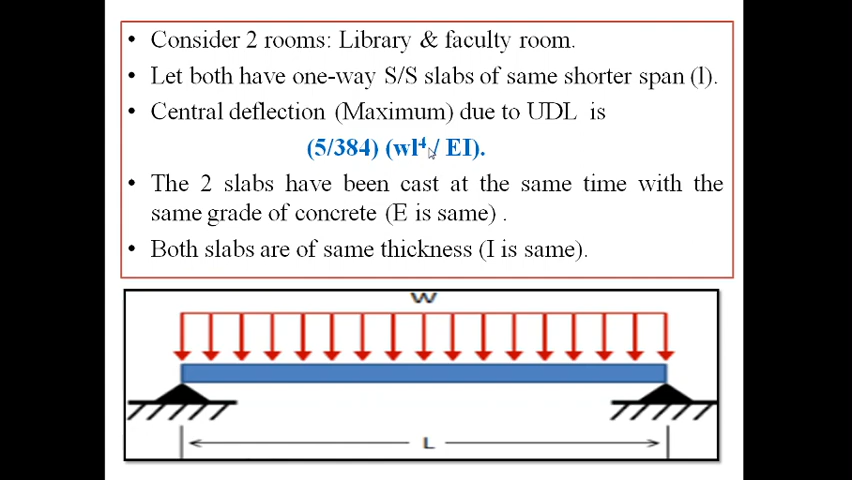 • Consider 2 rooms: Library & faculty room.
• Let both have one-way S/S slabs of same shorter span (l).
• Central deflection (Maximum) due to UDL is
(5/384) (wl⁴/ EI).
• The 2 slabs have been cast at the same time with the
same grade of concrete (E is same) .
• Both slabs are of same thickness (I is same).
W
L